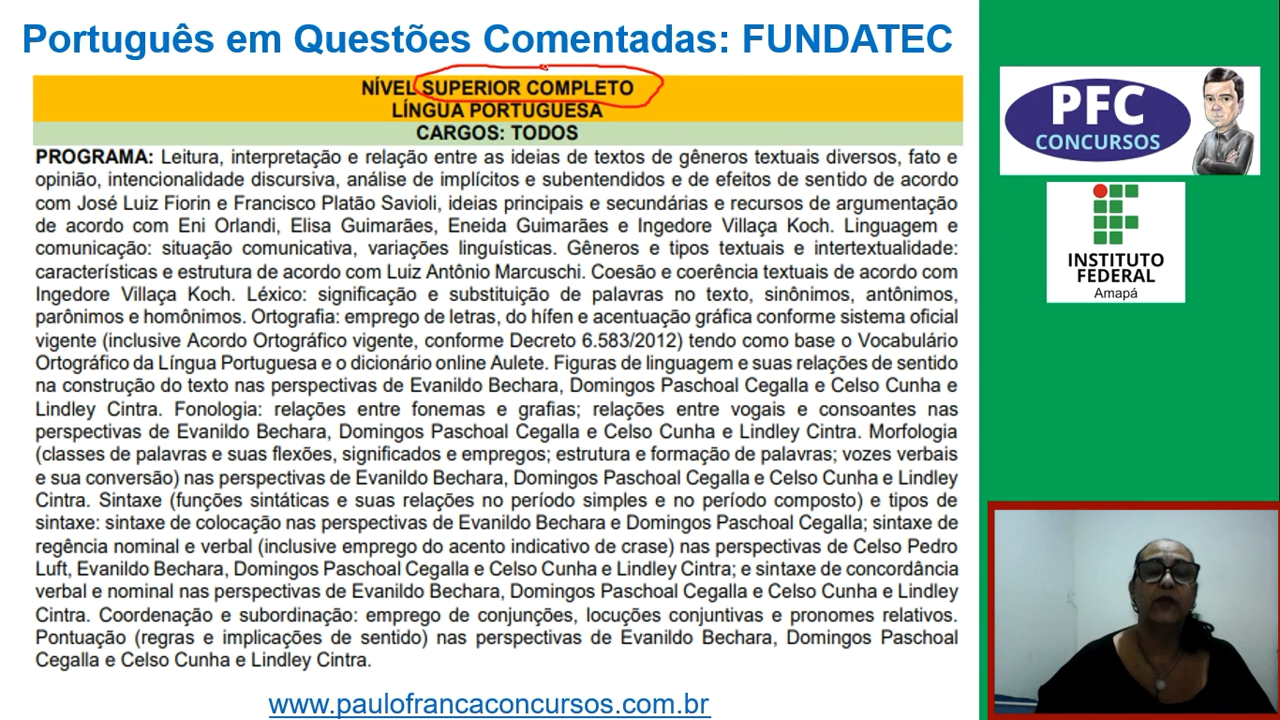 Português em Questões Comentadas: FUNDATEC
NÍVEL SUPERIOR COMPLETO
LÍNGUA PORTUGUESA
CARGOS: TODOS
PROGRAMA: Leitura, interpretação e relação entre as ideias de textos de gêneros textuais diversos, fato e
opinião, intencionalidade discursiva, análise de implícitos e subentendidos e de efeitos de sentido de acordo
com José Luiz Fiorin e Francisco Platão Savioli, ideias principais e secundárias e recursos de argumentação
de acordo com Eni Orlandi, Elisa Guimarães, Eneida Guimarães e Ingedore Villaça Koch. Linguagem e
comunicação: situação comunicativa, variações linguísticas. Gêneros e tipos textuais e intertextualidade:
características e estrutura de acordo com Luiz Antônio Marcuschi. Coesão e coerência textuais de acordo com
Ingedore Villaça Koch. Léxico: significação e substituição de palavras no texto, sinônimos, antônimos,
parônimos e homônimos. Ortografia: emprego de letras, do hífen e acentuação gráfica conforme sistema oficial
vigente (inclusive Acordo Ortográfico vigente, conforme Decreto 6.583/2012) tendo como base o Vocabulário
Ortográfico da Língua Portuguesa e o dicionário online Aulete. Figuras de linguagem e suas relações de sentido
na construção do texto nas perspectivas de Evanildo Bechara, Domingos Paschoal Cegalla e Celso Cunha e
Lindley Cintra. Fonologia: relações entre fonemas e grafias; relações entre vogais e consoantes nas
perspectivas de Evanildo Bechara, Domingos Paschoal Cegalla e Celso Cunha e Lindley Cintra. Morfologia
(classes de palavras e suas flexões, significados e empregos; estrutura e formação de palavras; vozes verbais
e sua conversão) nas perspectivas de Evanildo Bechara, Domingos Paschoal Cegalla e Celso Cunha e Lindley
Cintra. Sintaxe (funções sintáticas e suas relações no período simples e no período composto) e tipos de
sintaxe: sintaxe de colocação nas perspectivas de Evanildo Bechara e Domingos Paschoal Cegalla; sintaxe de
regência nominal e verbal (inclusive emprego do acento indicativo de crase) nas perspectivas de Celso Pedro
Luft, Evanildo Bechara, Domingos Paschoal Cegalla e Celso Cunha e Lindley Cintra; e sintaxe de concordância
verbal e nominal nas perspectivas de Evanildo Bechara, Domingos Paschoal Cegalla e Celso Cunha e Lindley
Cintra. Coordenação e subordinação: emprego de conjunções, locuções conjuntivas e pronomes relativos.
Pontuação (regras e implicações de sentido) nas perspectivas de Evanildo Bechara, Domingos Paschoal
Cegalla e Celso Cunha e Lindley Cintra.
www.paulofrancaconcursos.com.br
PFC
CONCURSOS
INSTITUTO
FEDERAL
Amapá